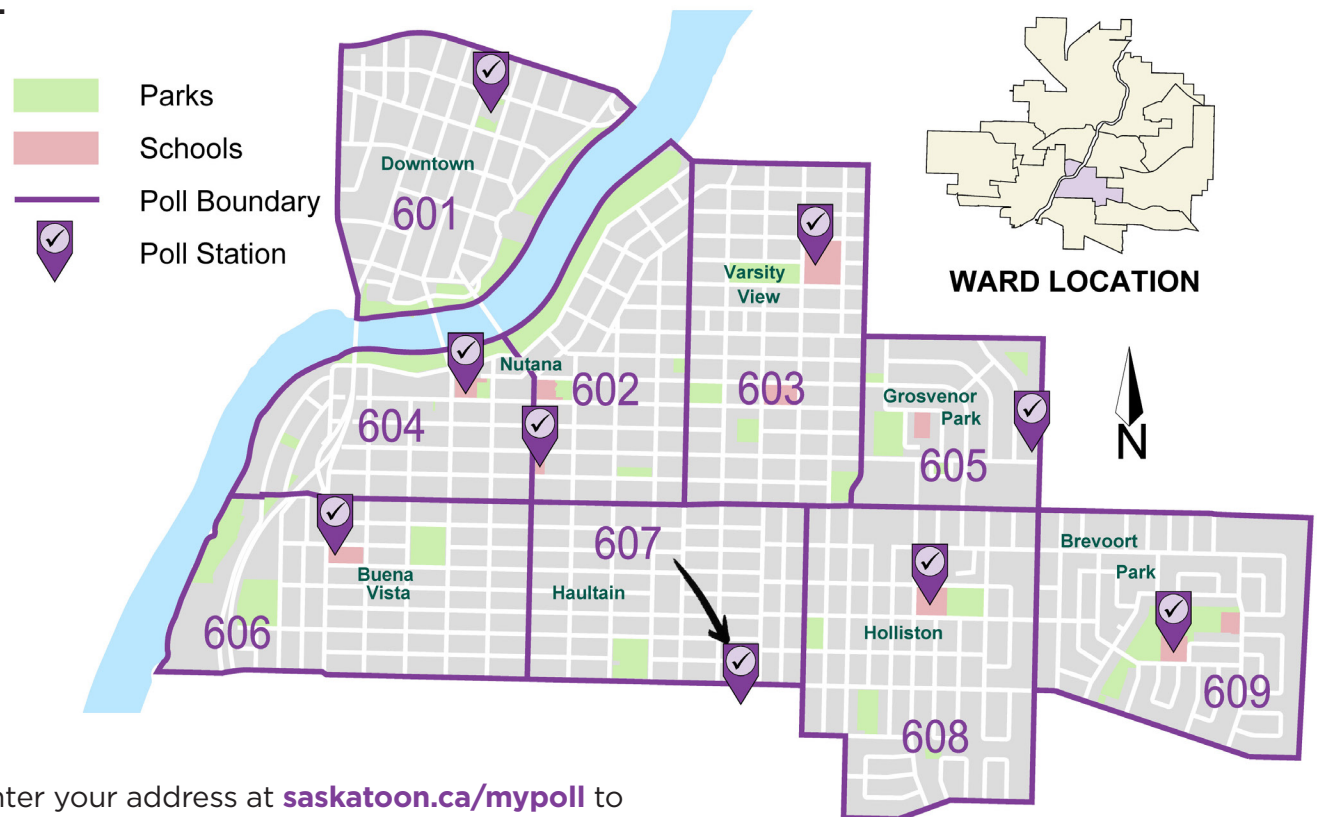 Parks
Schools
Poll Boundary
Poll Station
Downtown
601
Varsity
View
603
Nutana
602
604
Grosvenor
Park
605
606
Buena
Vista
607
Haultain
Holliston
608
Brevoort
Park
609
WARD LOCATION
N
nter your address at saskatoon.ca/mypoll to